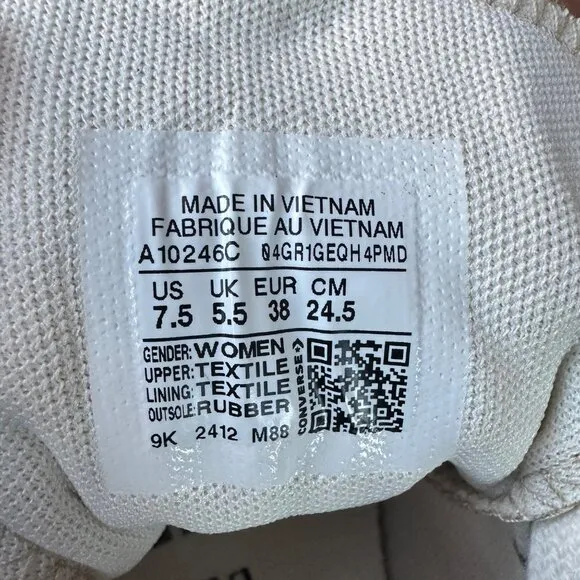 MADE IN VIETNAM
FABRIQUE AU VIETNAM
A10246C 04GR1GEQH4PMD
US UK EUR CM
7.5 5.5 38 24.5
GENDER: WOMEN
UPPER: TEXTILE
LINING: TEXTILE
OUTSOLE: RUBBER
9K 2412 M88
CONVERSE